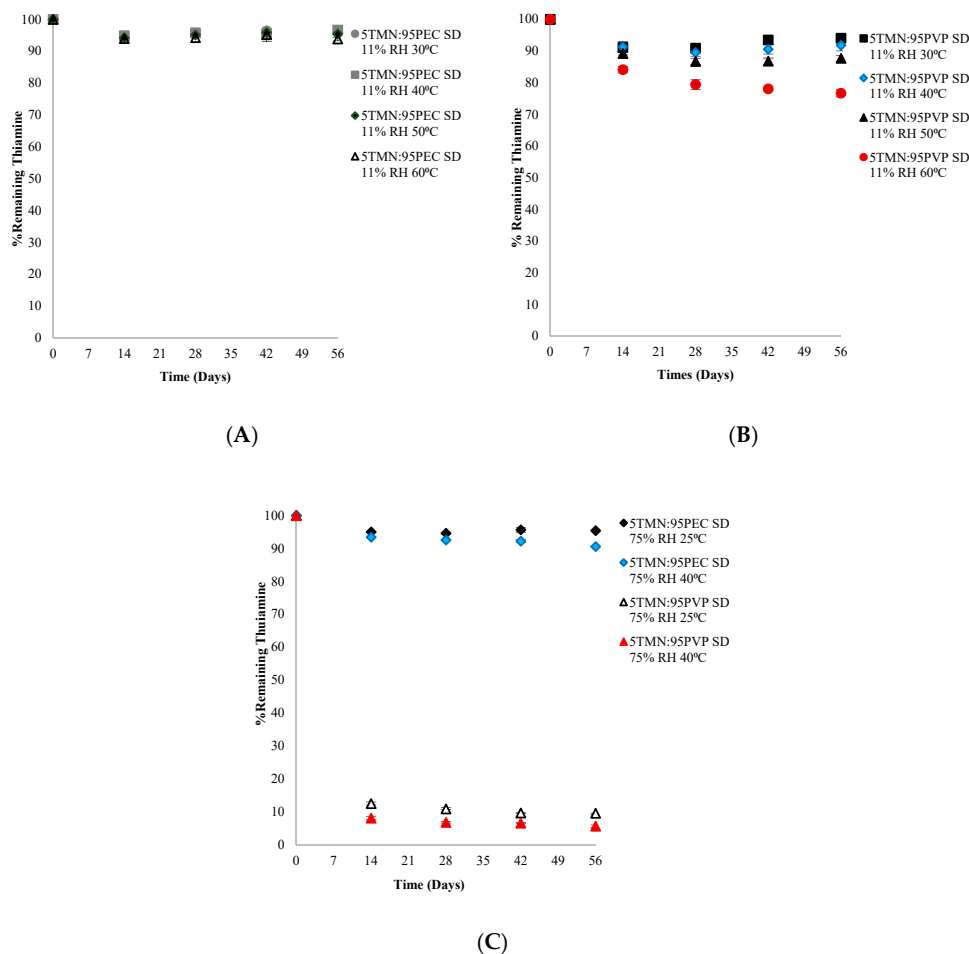 100
90
80
70
60
50
40
30
20
10
0
%Remaining Thiamine
0 7 14 21 28 35 42 49 56
Time (Days)
5TMN:95PEC SD
11% RH 30ºC
5TMN:95PEC SD
11% RH 40ºC
5TMN:95PEC SD
11% RH 50ºC
5TMN:95PEC SD
11% RH 60ºC
(A)
100
90
80
70
60
50
40
30
20
10
0
% Remaining Thiamine
0 7 14 21 28 35 42 49 56
Times (Days)
5TMN:95PVP SD
11% RH 30ºC
5TMN:95PVP SD
11% RH 40ºC
5TMN:95PVP SD
11% RH 50ºC
5TMN:95PVP SD
11% RH 60ºC
(B)
100
90
80
70
60
50
40
30
20
10
0
%Remaining Thuiamine
0 7 14 21 28 35 42 49 56
Time (Days)
5TMN:95PEC SD
75% RH 25ºC
5TMN:95PEC SD
75% RH 40ºC
5TMN:95PVP SD
75% RH 25ºC
5TMN:95PVP SD
75% RH 40ºC
(C)